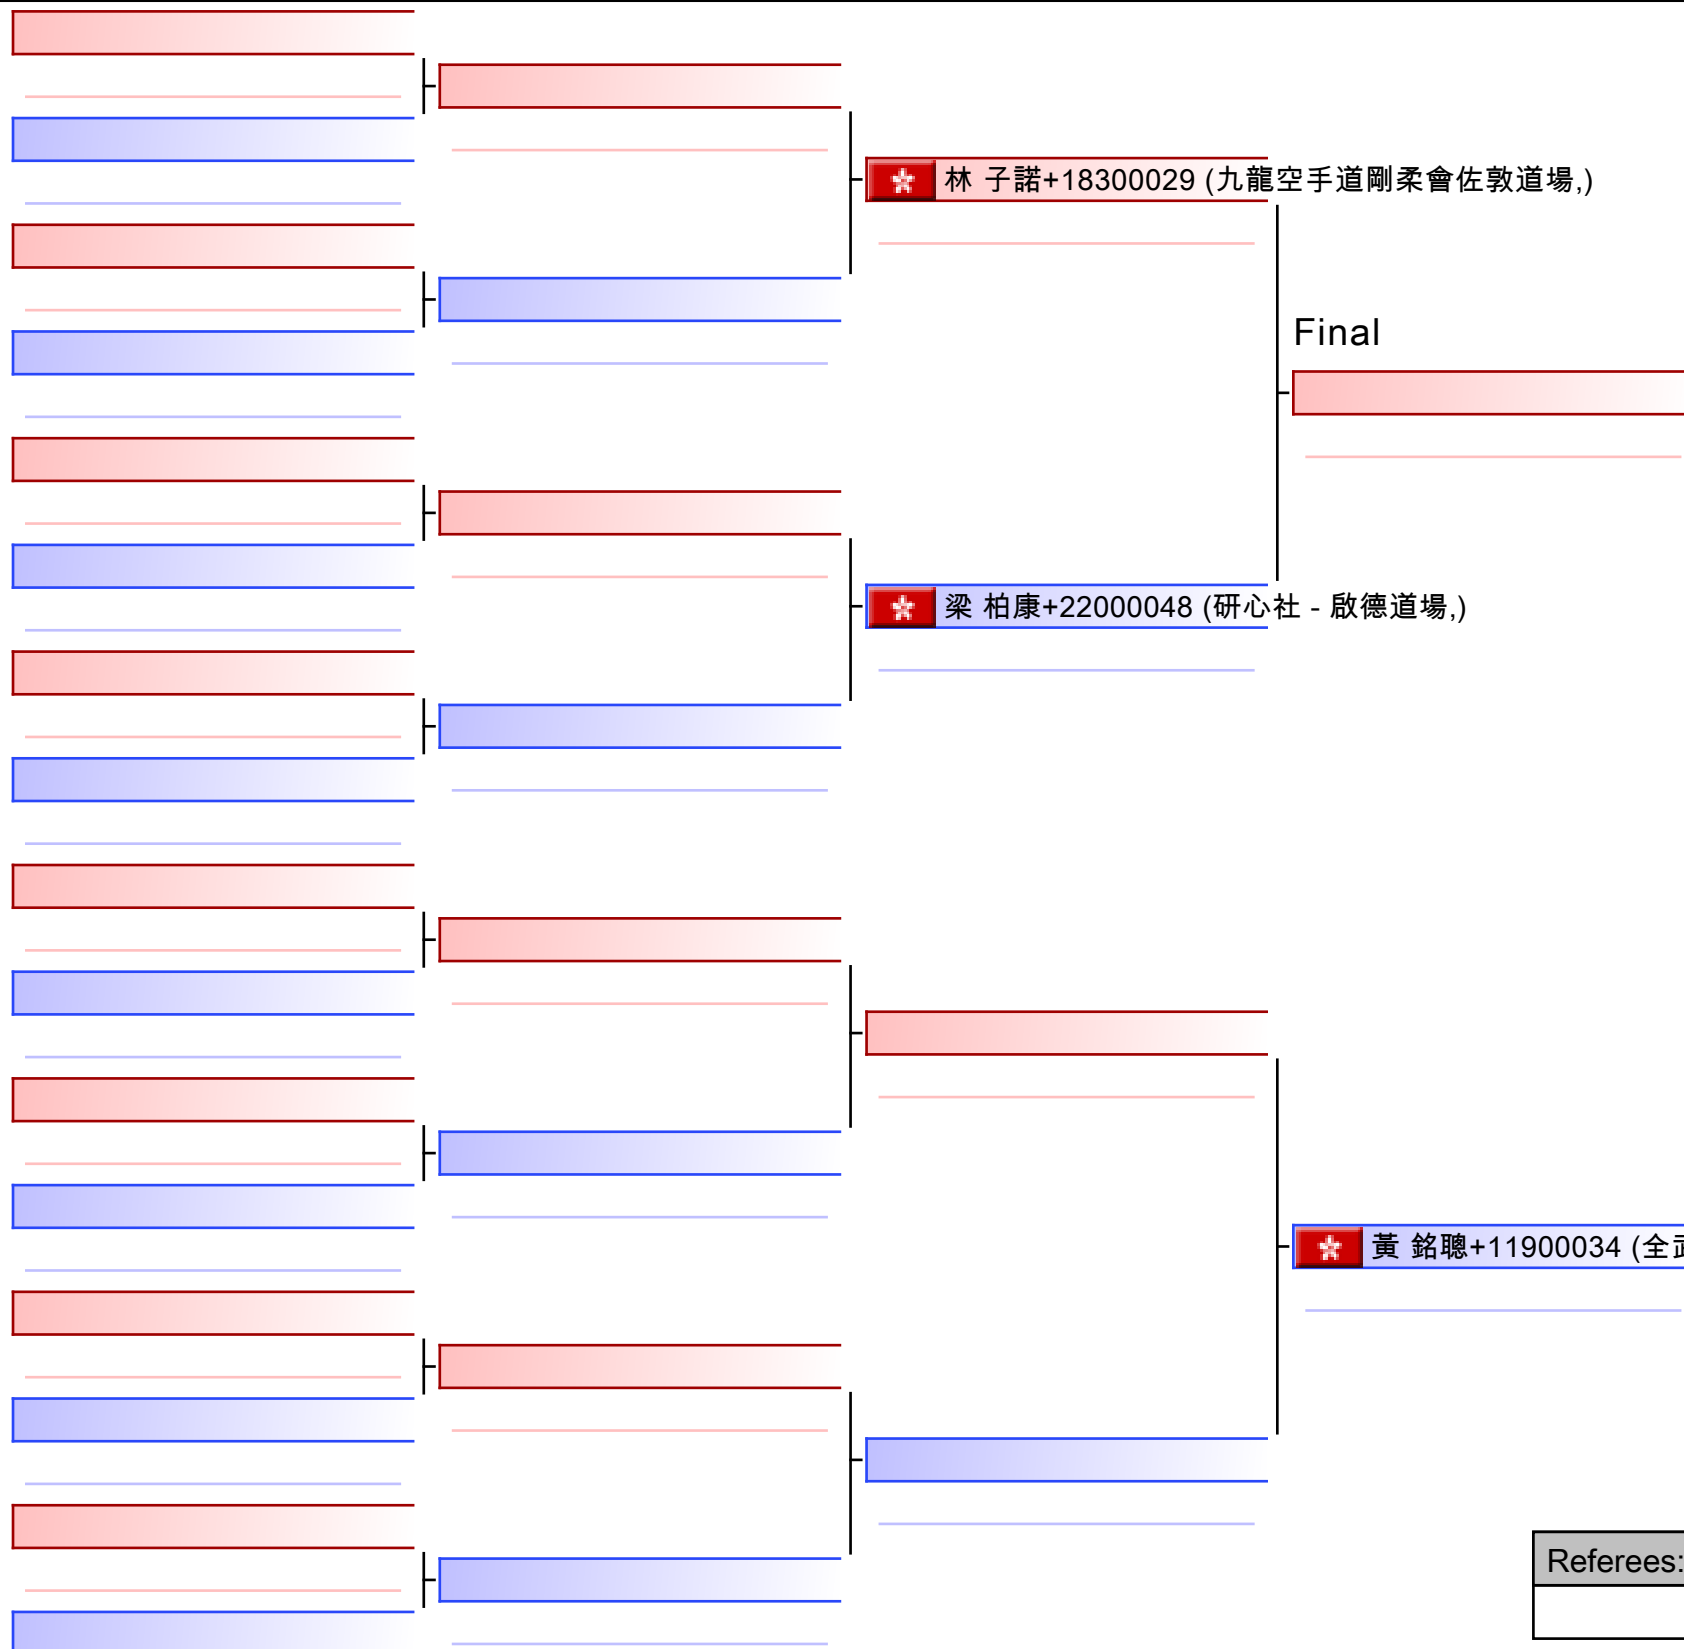 林 子諾+18300029 (九龍空手道剛柔會佐敦道場,)
Final
梁 柏康+22000048 (研心社 - 啟德道場,)
黃 銘聰+11900034 (全武
Referees: